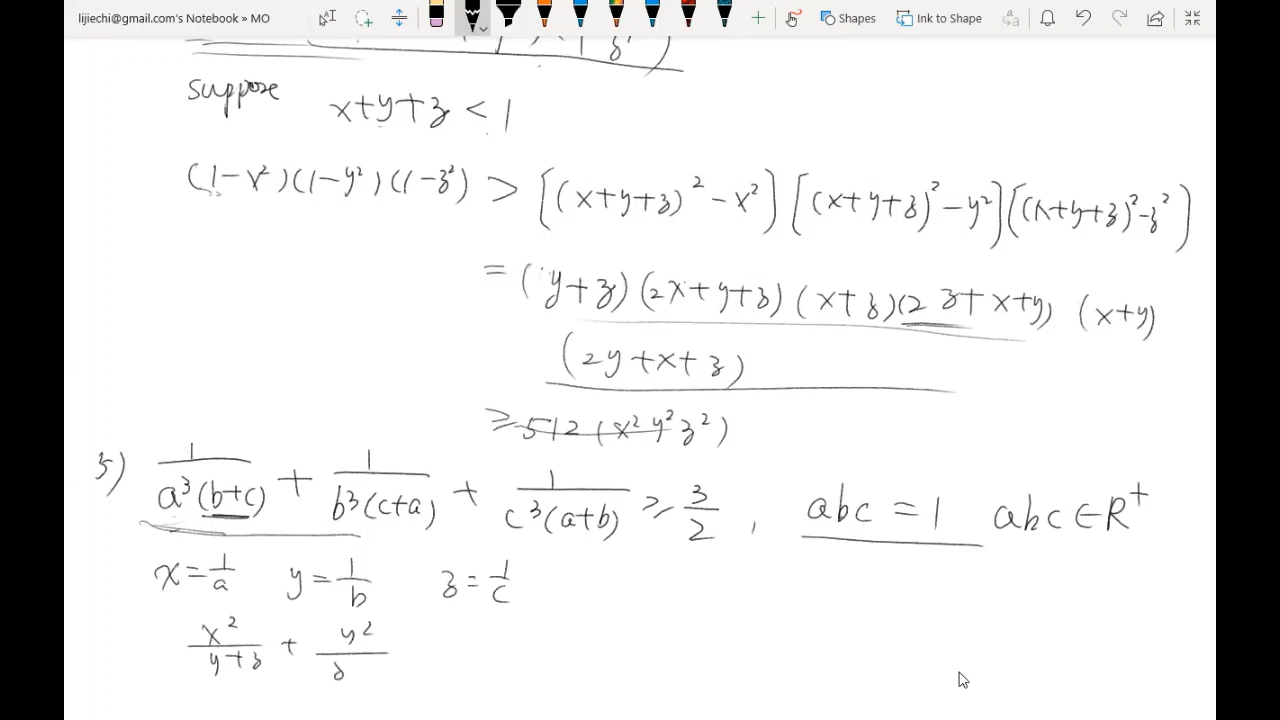 lijiechi@gmail.com's Notebook » MO
Shapes
Ink to Shape
suppose x+y+z < 1
(1-x²)(1-y²)(1-z²) > [(x+y+z)²-x²][(x+y+z)²-y²][(x+y+z)²-z²]
= (y+z)(2x+y+z)(x+z)(2z+x+y)(x+y)
(2y+x+z)
≥ 512(x²y²z²)
5) 1/(a³(b+c)) + 1/(b³(c+a)) + 1/(c³(a+b)) ≥ 3/2, abc = 1 abc∈R⁺
x = 1/a y = 1/b z = 1/c
x²/(y+z) + y²/z